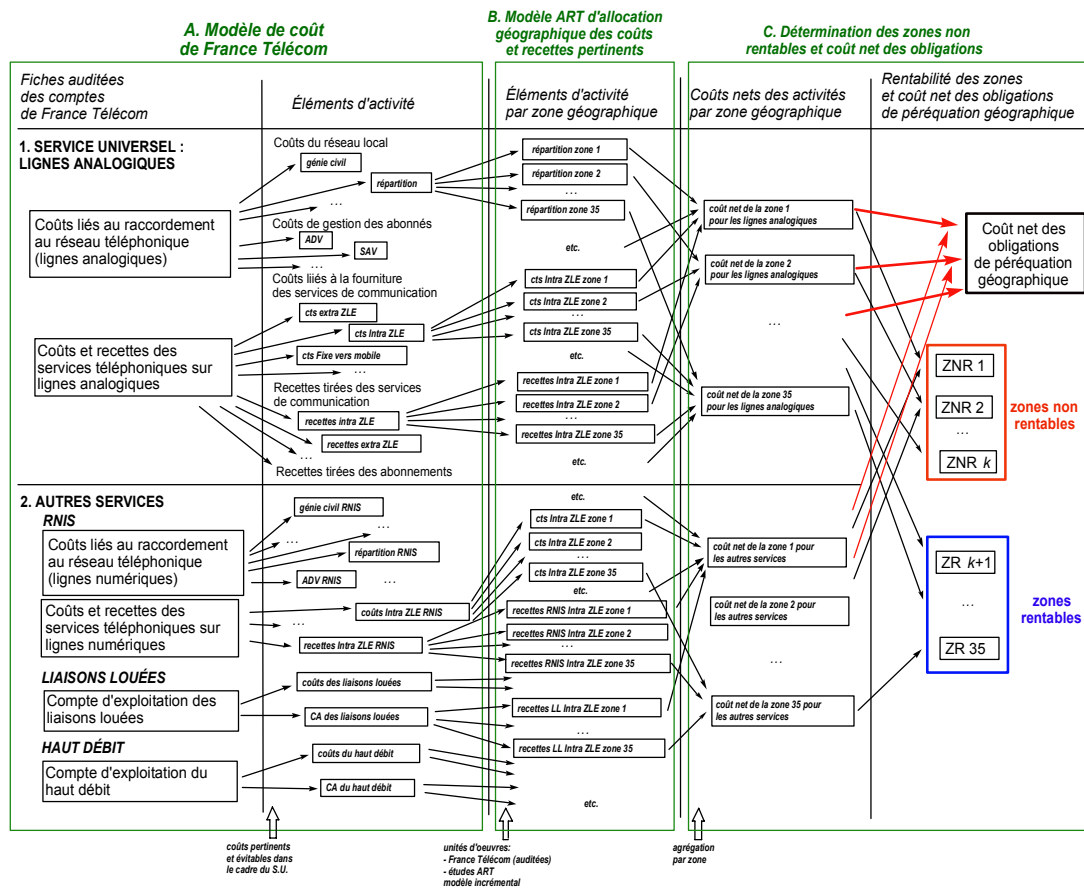 A. Modèle de coût
de France Télécom
B. Modèle ART d'allocation
géographique des coûts
et recettes pertinents
C. Détermination des zones non
rentables et coût net des obligations
Fiches auditées
des comptes
de France Télécom
Éléments d'activité
Éléments d'activité
par zone géographique
Coûts nets des activités
par zone géographique
Rentabilité des zones
et coût net des obligations
de péréquation géographique
1. SERVICE UNIVERSEL :
LIGNES ANALOGIQUES
Coûts liés au raccordement
au réseau téléphonique
(lignes analogiques)
Coûts et recettes des
services téléphoniques sur
lignes analogiques
Coûts du réseau local
génie civil
répartition
...
Coûts de gestion des abonnés
ADV
SAV
...
Coûts liiés à la fourniture
des services de communication
cts extra ZLE
cts Intra ZLE
cts Fixe vers mobile
...
Recettes tirées des services
de communication
recettes intra ZLE
recettes extra ZLE
...
Recettes tirées des abonnements
répartition zone 1
répartition zone 2
...
répartition zone 35
etc.
cts Intra ZLE zone 1
cts Intra ZLE zone 2
...
cts Intra ZLE zone 35
etc.
recettes Intra ZLE zone 1
recettes Intra ZLE zone 2
...
recettes Intra ZLE zone 35
etc.
coût net de la zone 1
pour les lignes analogiques
coût net de la zone 2
pour les lignes analogiques
...
coût net de la zone 35
pour les lignes analogiques
Coût net des
obligations
de péréquation
géographique
ZNR 1
ZNR 2
...
ZNR k
zones non
rentables
2. AUTRES SERVICES
RNIS
Coûts liés au raccordement
au réseau téléphonique
(lignes numériques)
Coûts et recettes des
services téléphoniques sur
lignes numériques
LIAISONS LOUÉES
Compte d'exploitation des
liaisons louées
HAUT DÉBIT
Compte d'exploitation du
haut débit
génie civil RNIS
...
...
répartition RNIS
ADV RNIS
...
coûts Intra ZLE RNIS
...
recettes Intra ZLE RNIS
coûts des liaisons louées
CA des liaisons louées
coûts du haut débit
CA du haut débit
etc.
cts Intra ZLE zone 1
cts Intra ZLE zone 2
...
cts Intra ZLE zone 35
etc.
recettes RNIS Intra ZLE zone 1
recettes RNIS Intra ZLE zone 2
...
recettes RNIS Intra ZLE zone 35
recettes LL Intra ZLE zone 1
...
recettes LL Intra ZLE zone 35
etc.
coût net de la zone 1 pour
les autres services
coût net de la zone 2 pour
les autres services
...
coût net de la zone 35 pour
les autres services
ZR k+1
...
ZR 35
zones
rentables
coûts pertinents
et évitables dans
le cadre du S.U.
unités d'oeuvres:
- France Télécom (auditées)
- études ART
modèle incrémental
agrégation
par zone